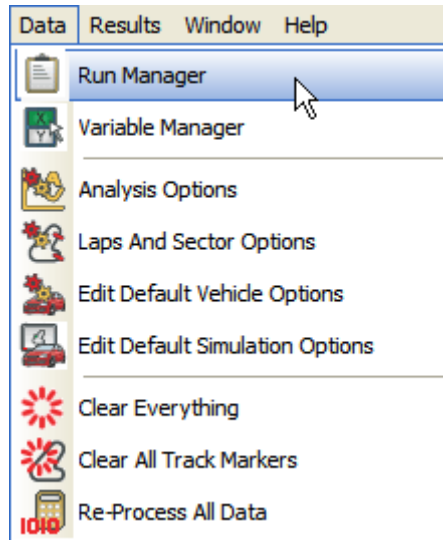 Data Results Window Help
Run Manager
Variable Manager
Analysis Options
Laps And Sector Options
Edit Default Vehicle Options
Edit Default Simulation Options
Clear Everything
Clear All Track Markers
Re-Process All Data